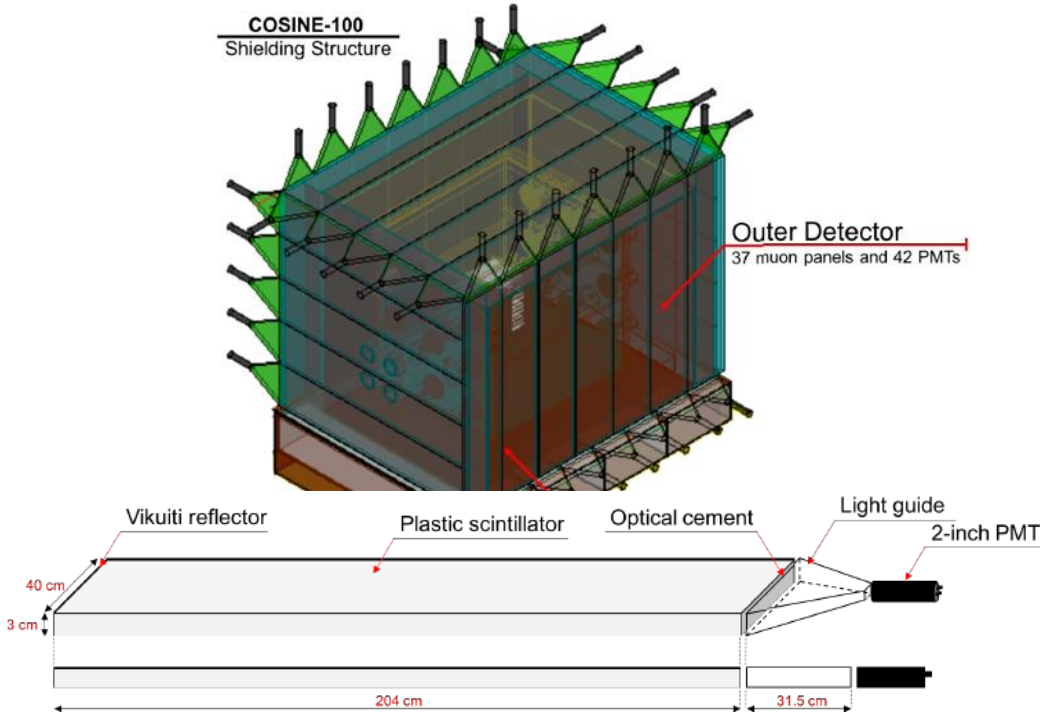 COSINE-100
Shielding Structure
Outer Detector
37 muon panels and 42 PMTs
Vikuiti reflector
Plastic scintillator
Optical cement
Light guide
2-inch PMT
40 cm
3 cm
204 cm
31.5 cm